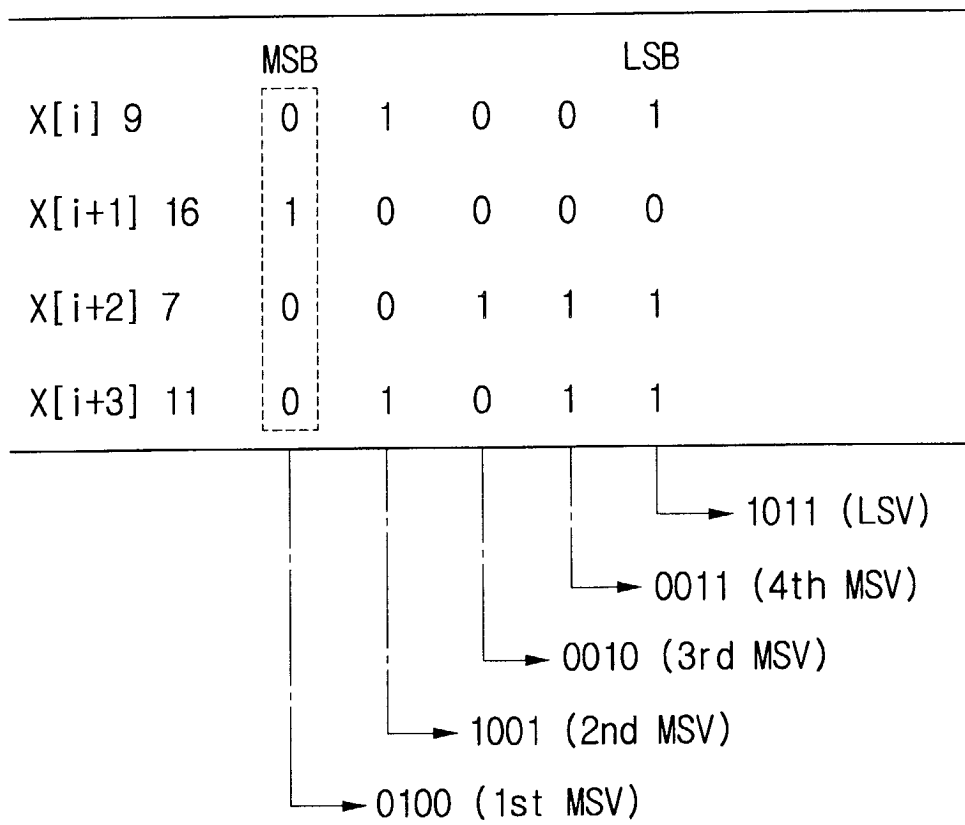 MSB LSB
X[i] 9 0 1 0 0 1
X[i+1] 16 1 0 0 0 0
X[i+2] 7 0 0 1 1 1
X[i+3] 11 0 1 0 1 1
1011 (LSV)
0011 (4th MSV)
0010 (3rd MSV)
1001 (2nd MSV)
0100 (1st MSV)